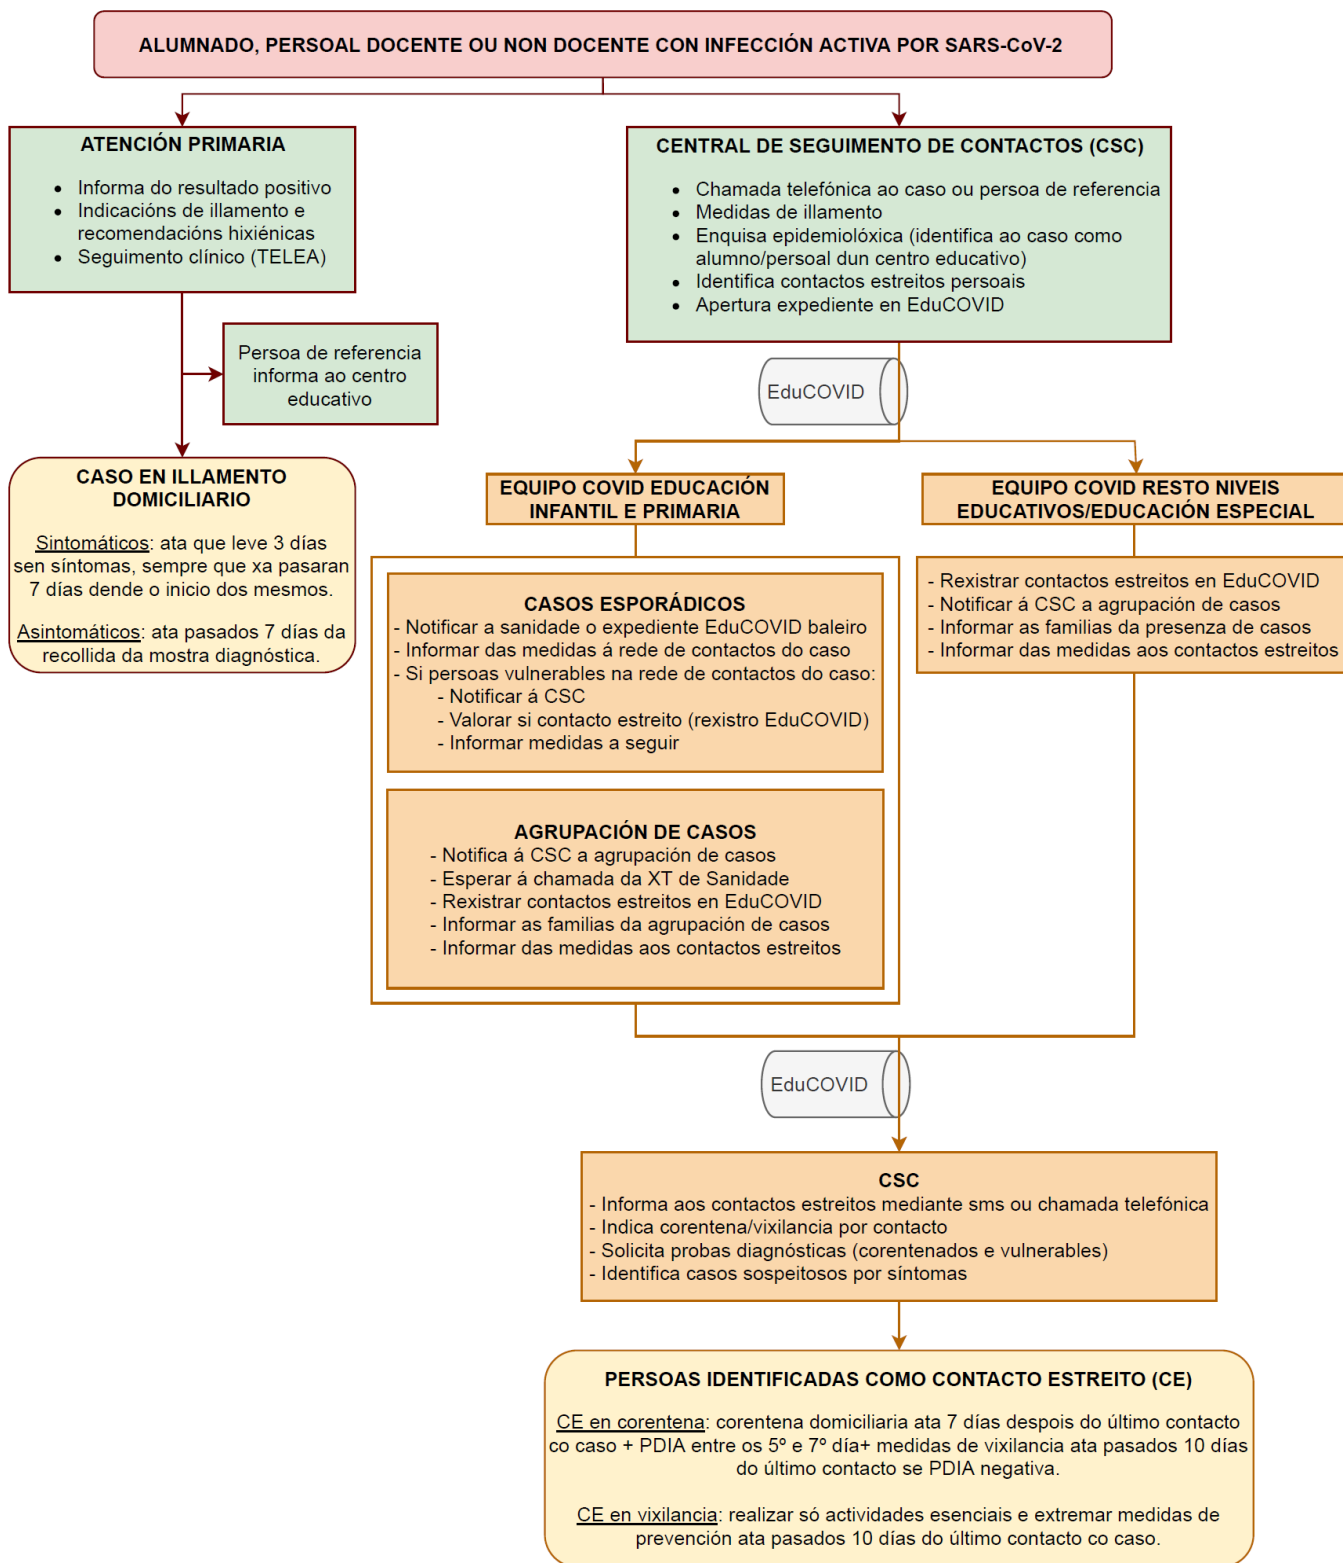 ALUMNADO, PERSOAL DOCENTE OU NON DOCENTE CON INFECCIÓN ACTIVA POR SARS-CoV-2
ATENCIÓN PRIMARIA
• Informa do resultado positivo
• Indicacións de illamento e
recomendacións hixiénicas
• Seguimento clínico (TELEA)
Persoa de referencia
informa ao centro
educativo
CASO EN ILLAMENTO
DOMICILIARIO
Sintomáticos: ata que leve 3 días
sen síntomas, sempre que xa pasaran
7 días dende o inicio dos mesmos.
Asintomáticos: ata pasados 7 días da
recollida da mostra diagnóstica.
CENTRAL DE SEGUIMENTO DE CONTACTOS (CSC)
• Chamada telefónica ao caso ou persoa de referencia
• Medidas de illamento
• Enquisa epidemiolóxica (identifica ao caso como
alumno/persoal dun centro educativo)
• Identifica contactos estreitos persoais
• Apertura expediente en EduCOVID
EduCOVID
EQUIPO COVID EDUCACIÓN
INFANTIL E PRIMARIA
CASOS ESPORÁDICOS
- Notificar a sanidade o expediente EduCOVID baleiro
- Informar das medidas á rede de contactos do caso
- Si persoas vulnerables na rede de contactos do caso:
- Notificar á CSC
- Valorar si contacto estreito (rexistro EduCOVID)
- Informar medidas a seguir
AGRUPACIÓN DE CASOS
- Notifica á CSC a agrupación de casos
- Esperar á chamada da XT de Sanidade
- Rexistrar contactos estreitos en EduCOVID
- Informar as familias da agrupación de casos
- Informar das medidas aos contactos estreitos
EQUIPO COVID RESTO NIVEIS
EDUCATIVOS/EDUCACIÓN ESPECIAL
- Rexistrar contactos estreitos en EduCOVID
- Notificar á CSC a agrupación de casos
- Informar as familias da presenza de casos
- Informar das medidas aos contactos estreitos
EduCOVID
CSC
- Informa aos contactos estreitos mediante sms ou chamada telefónica
- Indica corentena/vixilancia por contacto
- Solicita probas diagnósticas (corentenados e vulnerables)
- Identifica casos sospeitosos por síntomas
PERSOAS IDENTIFICADAS COMO CONTACTO ESTREITO (CE)
CE en corentena: corentena domiciliaria ata 7 días despois do último contacto
co caso + PDIA entre os 5º e 7º día+ medidas de vixilancia ata pasados 10 días
do último contacto se PDIA negativa.
CE en vixilancia: realizar só actividades esenciais e extremar medidas de
prevención ata pasados 10 días do último contacto co caso.